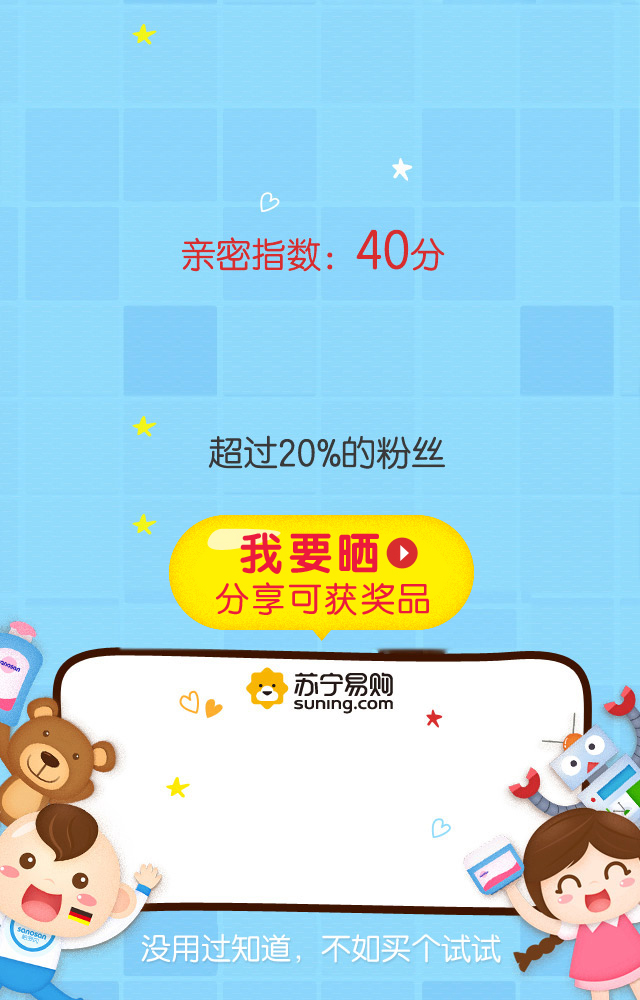 亲密指数：40分
超过20%的粉丝
我要晒
分享可获奖品
苏宁易购
suning.com
sanosan
sanosan
没用过知道，不如买个试试